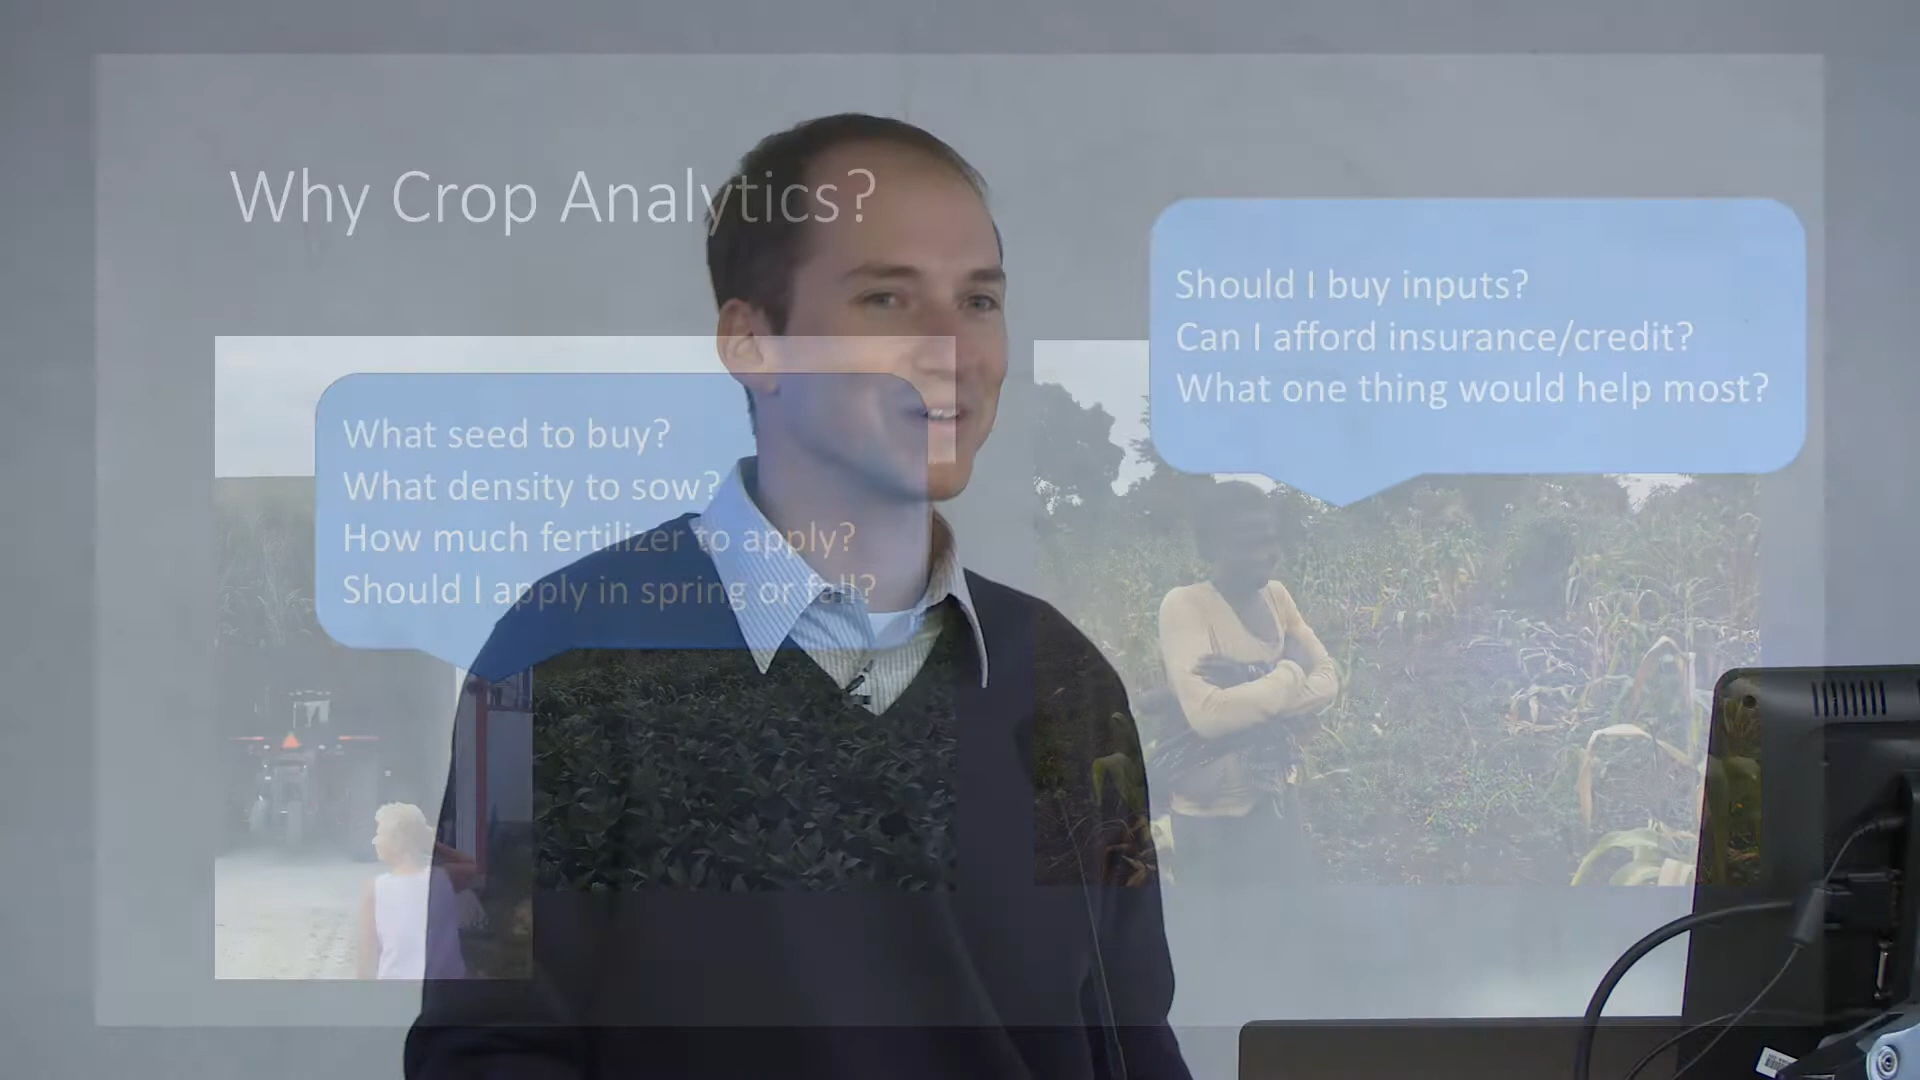 Why Crop Analytics?
Should I buy inputs?
Can I afford insurance/credit?
What one thing would help most?
What seed to buy?
What density to sow?
How much fertilizer to apply?
Should I apply in spring or fall?